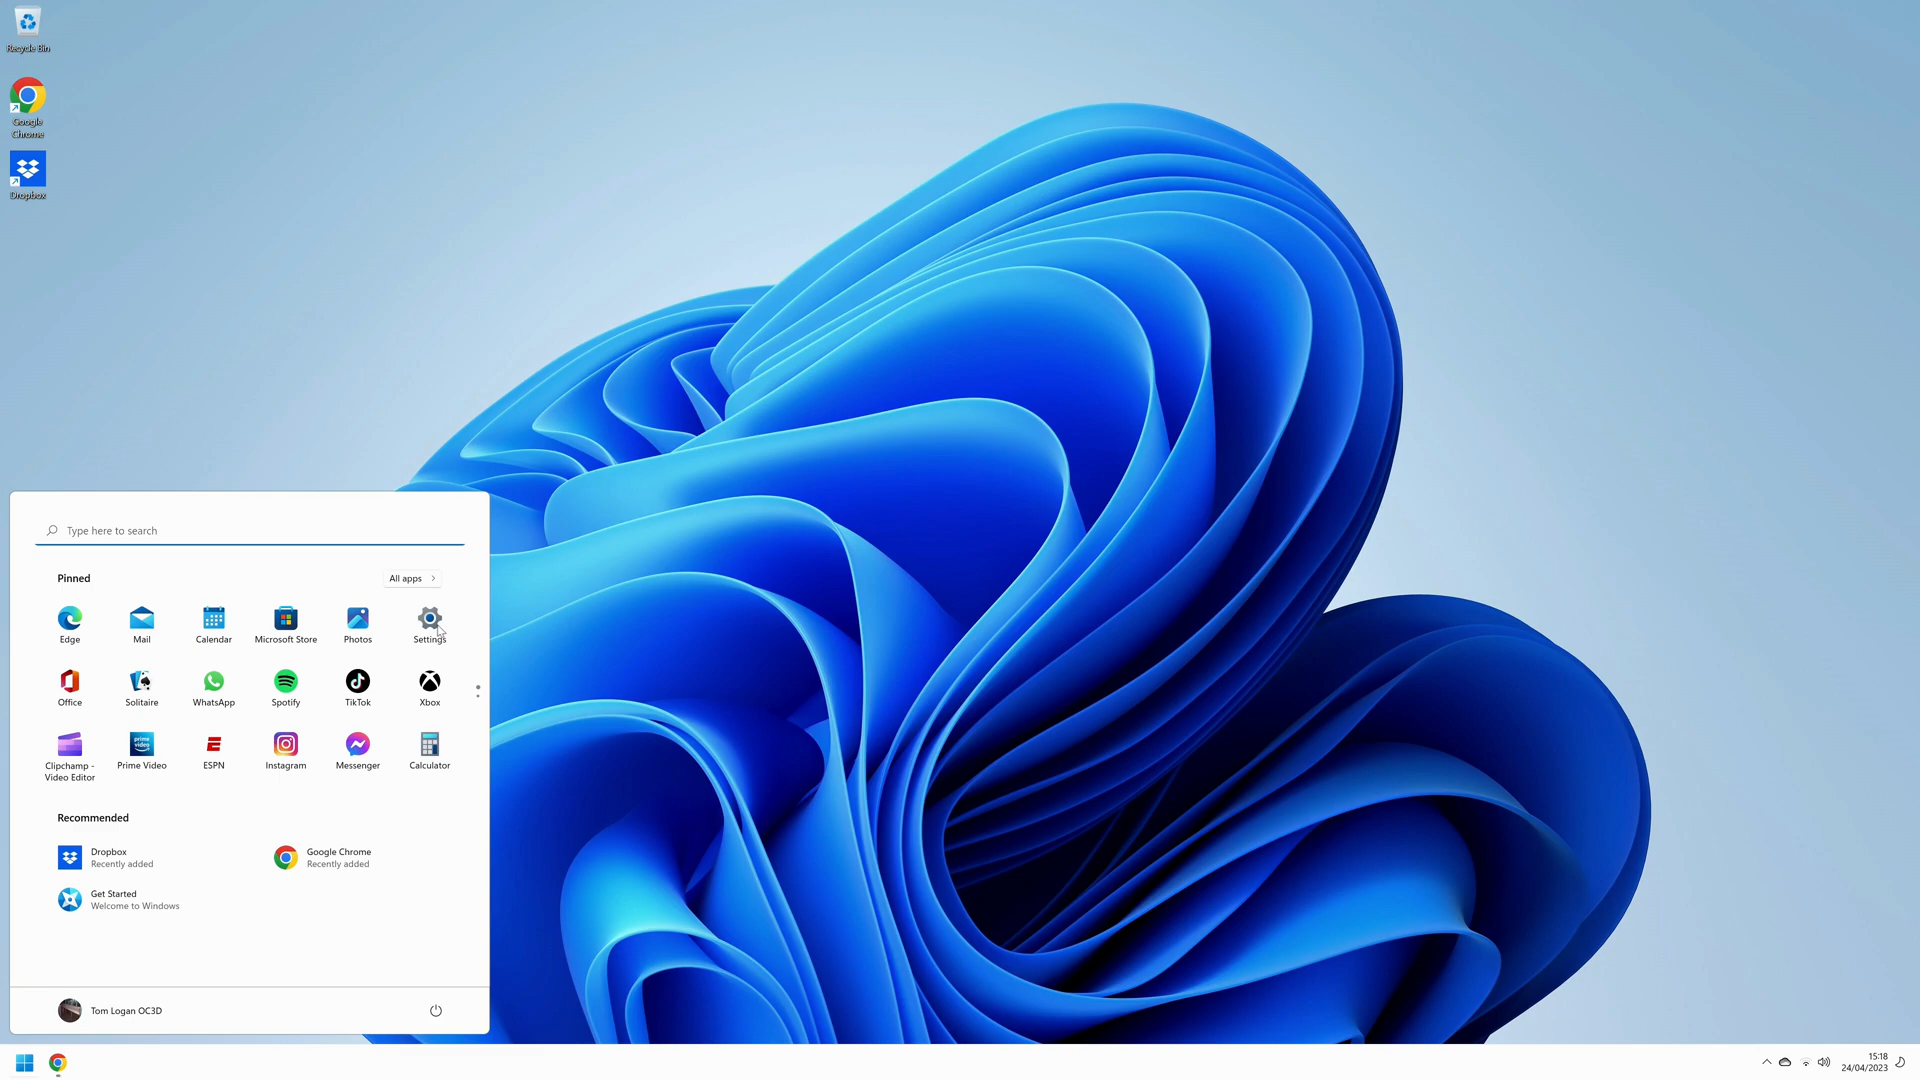 Recycle Bin
Google
Chrome
Dropbox
Type here to search
Pinned
All apps
Edge
Mail
Calendar
Microsoft Store
Photos
Settings
Office
Solitaire
WhatsApp
Spotify
TikTok
Xbox
Clipchamp -
Video Editor
prime
video
Prime Video
ESPN
Instagram
Messenger
Calculator
Recommended
Dropbox
Recently added
Google Chrome
Recently added
Get Started
Welcome to Windows
Tom Logan OC3D
15:18
24/04/2023